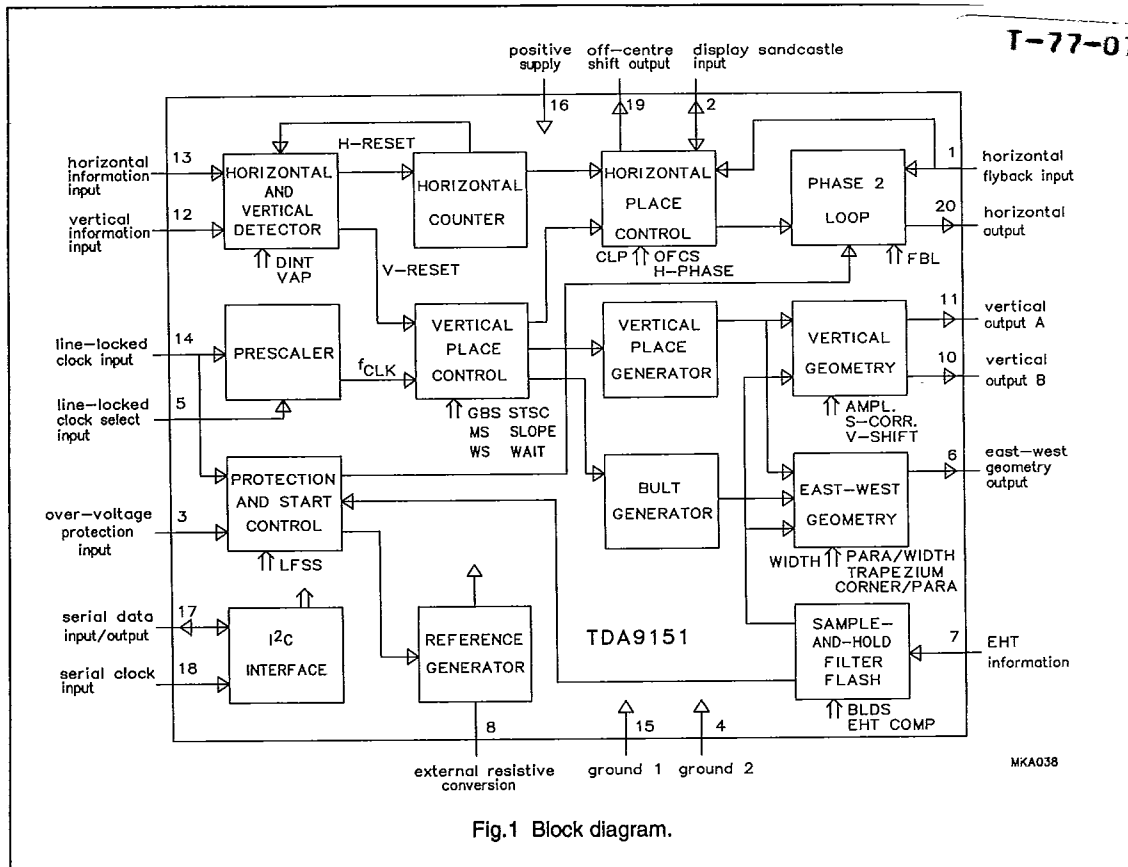 T-77-07
positive
supply
off-centre
shift output
display sandcastle
input
16
19
2
H-RESET
horizontal
information
input
13
HORIZONTAL
AND
VERTICAL
DETECTOR
HORIZONTAL
COUNTER
HORIZONTAL
PLACE
CONTROL
PHASE 2
LOOP
1
horizontal
flyback input
vertical
information
input
12
20
horizontal
output
DINT
VAP
V-RESET
CLP
OFCS
H-PHASE
FBL
line-locked
clock input
14
PRESCALER
fCLK
VERTICAL
PLACE
CONTROL
VERTICAL
PLACE
GENERATOR
VERTICAL
GEOMETRY
11
vertical
output A
10
vertical
output B
line-locked
clock select
input
5
GBS STSC
MS SLOPE
WS WAIT
AMPL.
S-CORR.
V-SHIFT
PROTECTION
AND START
CONTROL
BULT
GENERATOR
EAST-WEST
GEOMETRY
6
east-west
geometry
output
over-voltage
protection
input
3
LFSS
WIDTH
PARA/WIDTH
TRAPEZIUM
CORNER/PARA
serial data
input/output
17
I2C
INTERFACE
REFERENCE
GENERATOR
TDA9151
SAMPLE-
AND-HOLD
FILTER
FLASH
7
EHT
information
serial clock
input
18
BLDS
EHT COMP
8
15
4
external resistive
conversion
ground 1
ground 2
MKA038
Fig.1 Block diagram.